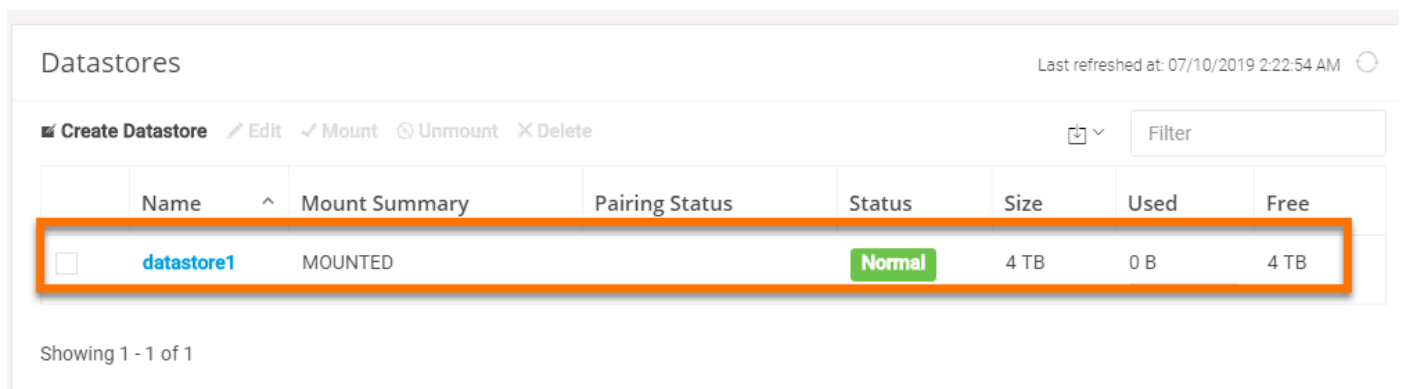 Datastores
Last refreshed at: 07/10/2019 2:22:54 AM
Create Datastore Edit Mount Unmount Delete
Filter
Name Mount Summary Pairing Status Status Size Used Free
datastore1 MOUNTED Normal 4 TB 0 B 4 TB
Showing 1 - 1 of 1